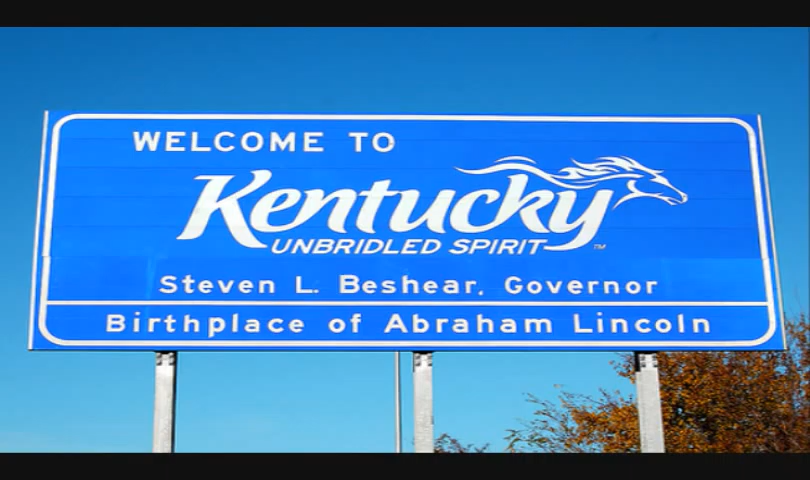 WELCOME TO
Kentucky
UNBRIDLED SPIRIT™
Steven L. Beshear, Governor
Birthplace of Abraham Lincoln